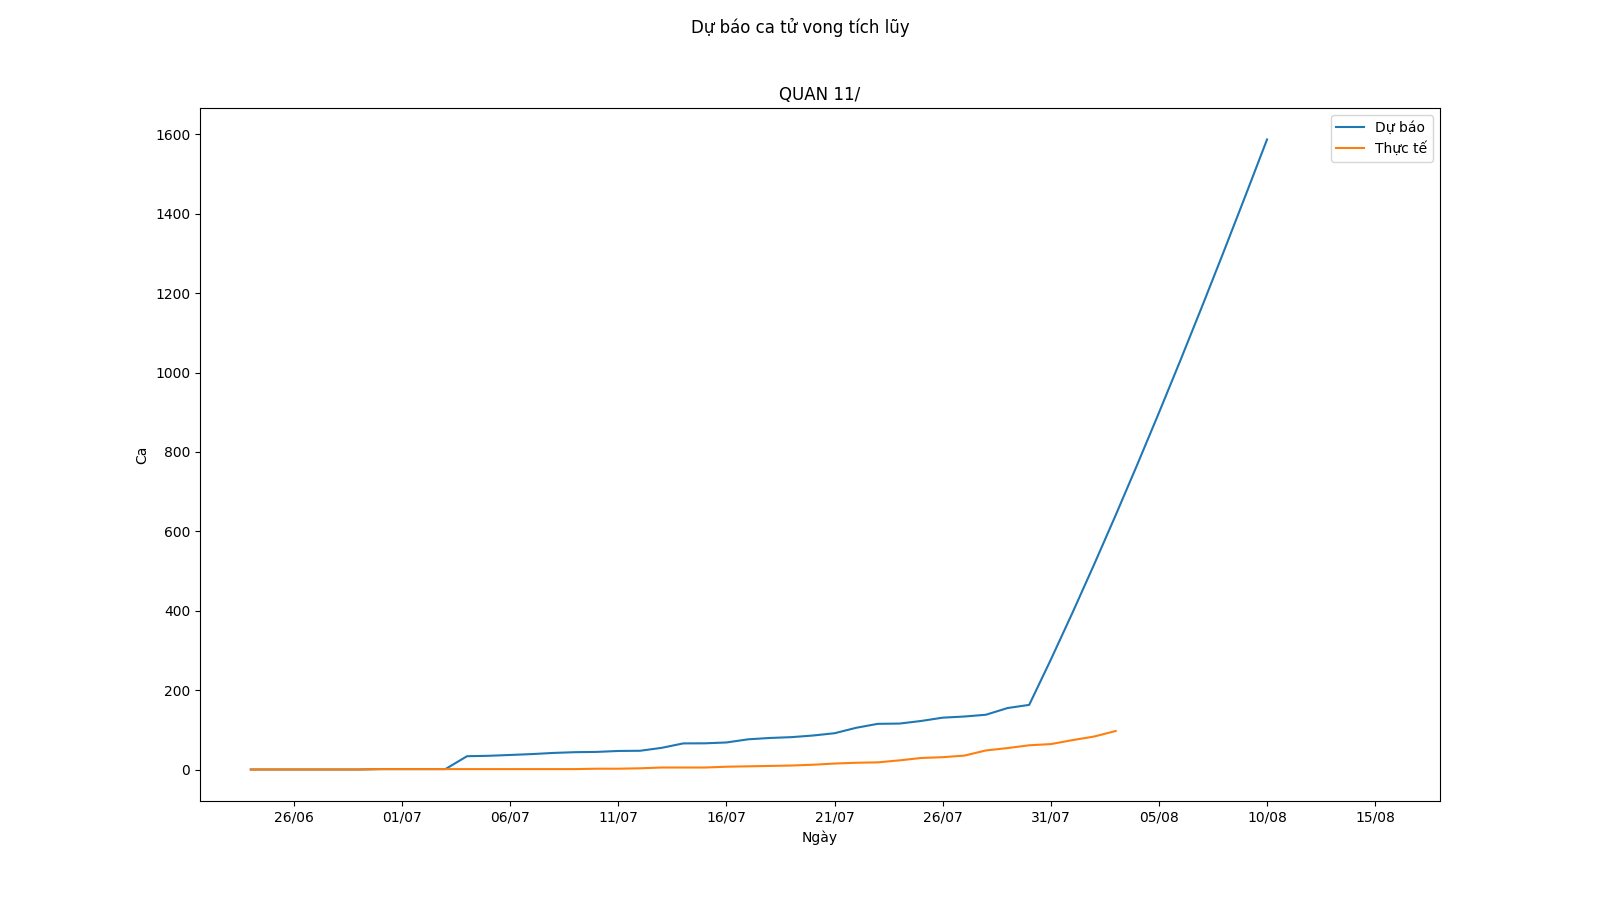 Dự báo ca tử vong tích lũy
QUAN 11/
Dự báo
Thực tế
1600
1400
1200
1000
800
600
400
200
0
Ca
26/06 01/07 06/07 11/07 16/07 21/07 26/07 31/07 05/08 10/08 15/08
Ngày